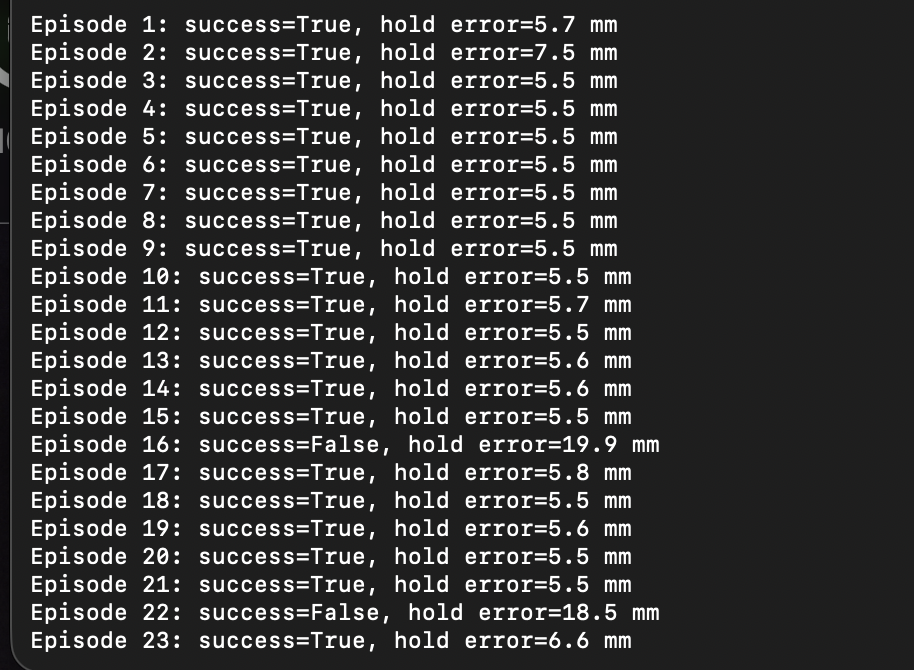 Episode 1: success=True, hold error=5.7 mm
Episode 2: success=True, hold error=7.5 mm
Episode 3: success=True, hold error=5.5 mm
Episode 4: success=True, hold error=5.5 mm
Episode 5: success=True, hold error=5.5 mm
Episode 6: success=True, hold error=5.5 mm
Episode 7: success=True, hold error=5.5 mm
Episode 8: success=True, hold error=5.5 mm
Episode 9: success=True, hold error=5.5 mm
Episode 10: success=True, hold error=5.5 mm
Episode 11: success=True, hold error=5.7 mm
Episode 12: success=True, hold error=5.5 mm
Episode 13: success=True, hold error=5.6 mm
Episode 14: success=True, hold error=5.6 mm
Episode 15: success=True, hold error=5.5 mm
Episode 16: success=False, hold error=19.9 mm
Episode 17: success=True, hold error=5.8 mm
Episode 18: success=True, hold error=5.5 mm
Episode 19: success=True, hold error=5.6 mm
Episode 20: success=True, hold error=5.5 mm
Episode 21: success=True, hold error=5.5 mm
Episode 22: success=False, hold error=18.5 mm
Episode 23: success=True, hold error=6.6 mm